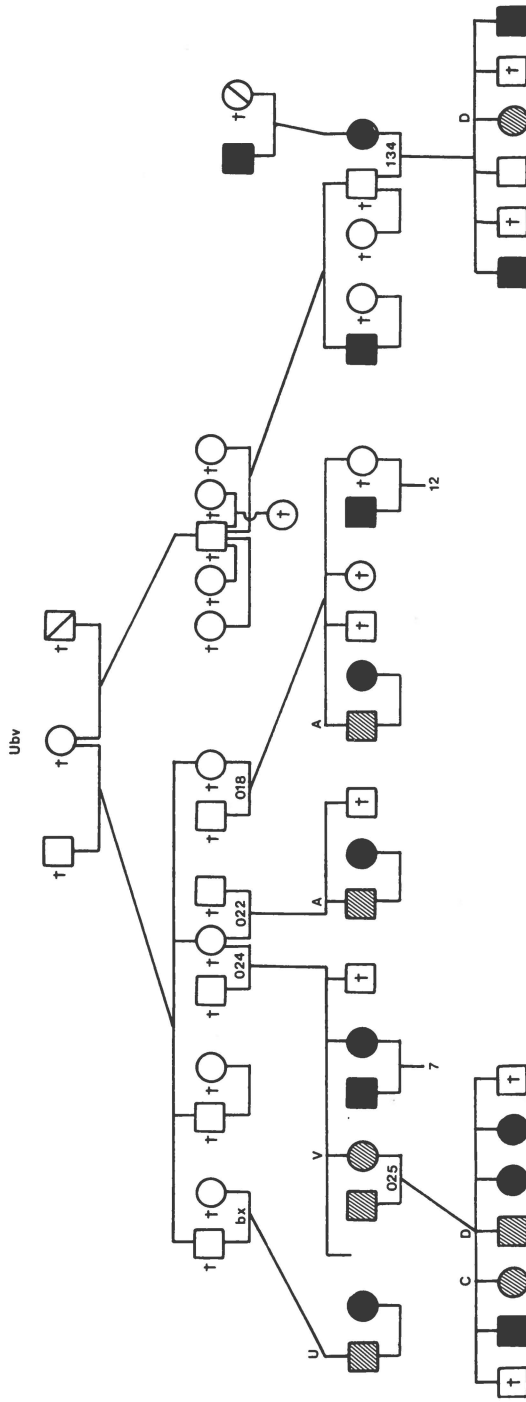 Ubv
† † †
† † † † † † † † † † † † † † †
bx 024 022 018 †
U V A A
† † † † † † † †
025 134
7 12
C D D
† † † †